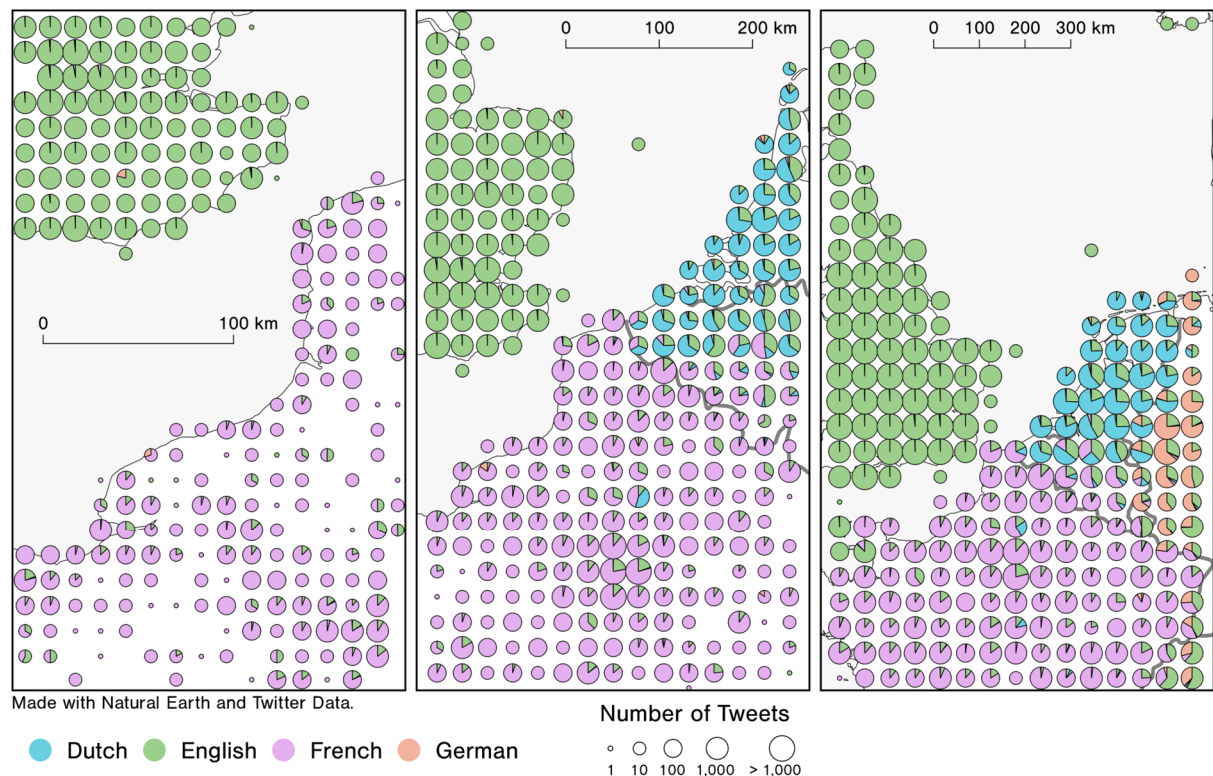 0 100 200 km
0 100 200 300 km
0 100 km
Made with Natural Earth and Twitter Data.
Number of Tweets
Dutch English French German
1 10 100 1,000 > 1,000